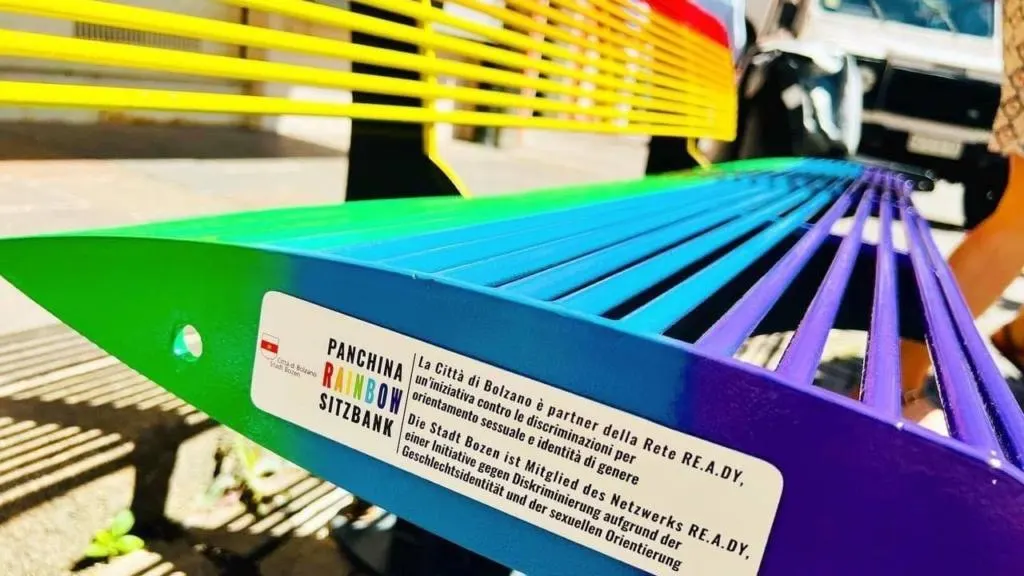 Città di Bolzano
Stadt Bozen
PANCHINA
RAINBOW
SITZBANK
La Città di Bolzano è partner della Rete RE.A.DY,
un'iniziativa contro le discriminazioni per
orientamento sessuale e identità di genere
Die Stadt Bozen ist Mitglied des Netzwerks RE.A.DY,
einer Initiative gegen Diskriminierung aufgrund der
Geschlechtsidentität und der sexuellen Orientierung